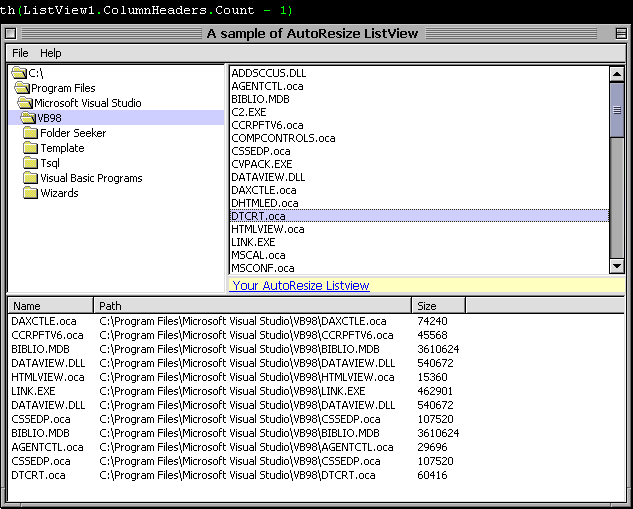 th(ListView1.ColumnHeaders.Count - 1)
A sample of AutoResize ListView
File Help
C:\
Program Files
Microsoft Visual Studio
VB98
Folder Seeker
Template
Tsql
Visual Basic Programs
Wizards
ADDSCCUS.DLL
AGENTCTL.oca
BIBLIO.MDB
C2.EXE
CCRPFTV6.oca
COMPCONTROLS.oca
CSSEDP.oca
CVPACK.EXE
DATAVIEW.DLL
DAXCTLE.oca
DHTMLED.oca
DTCRT.oca
HTMLVIEW.oca
LINK.EXE
MSCAL.oca
MSCONF.oca
Your AutoResize Listview
Name Path Size
DAXCTLE.oca C:\Program Files\Microsoft Visual Studio\VB98\DAXCTLE.oca 74240
CCRPFTV6.oca C:\Program Files\Microsoft Visual Studio\VB98\CCRPFTV6.oca 45568
BIBLIO.MDB C:\Program Files\Microsoft Visual Studio\VB98\BIBLIO.MDB 3610624
DATAVIEW.DLL C:\Program Files\Microsoft Visual Studio\VB98\DATAVIEW.DLL 540672
HTMLVIEW.oca C:\Program Files\Microsoft Visual Studio\VB98\HTMLVIEW.oca 15360
LINK.EXE C:\Program Files\Microsoft Visual Studio\VB98\LINK.EXE 462901
DATAVIEW.DLL C:\Program Files\Microsoft Visual Studio\VB98\DATAVIEW.DLL 540672
CSSEDP.oca C:\Program Files\Microsoft Visual Studio\VB98\CSSEDP.oca 107520
BIBLIO.MDB C:\Program Files\Microsoft Visual Studio\VB98\BIBLIO.MDB 3610624
AGENTCTL.oca C:\Program Files\Microsoft Visual Studio\VB98\AGENTCTL.oca 29696
CSSEDP.oca C:\Program Files\Microsoft Visual Studio\VB98\CSSEDP.oca 107520
DTCRT.oca C:\Program Files\Microsoft Visual Studio\VB98\DTCRT.oca 60416